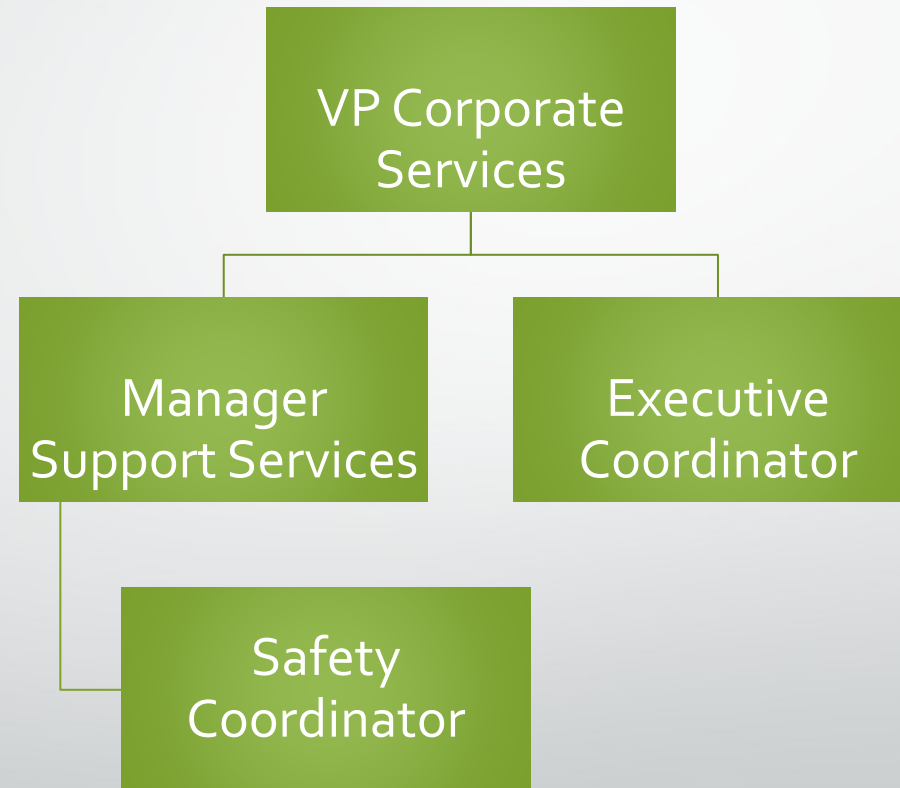 VP Corporate
Services
Manager
Support Services
Executive
Coordinator
Safety
Coordinator